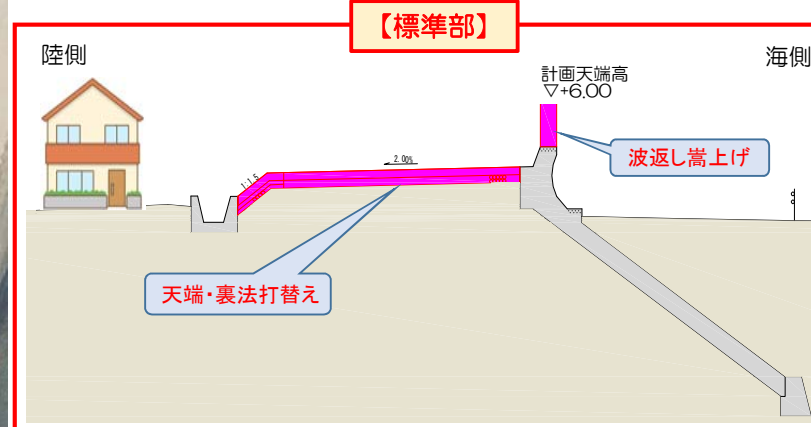 【標準部】
陸側
海側
計画天端高
▽+6.00
波返し嵩上げ
2.00%
1:1.5
天端・裏法打替え